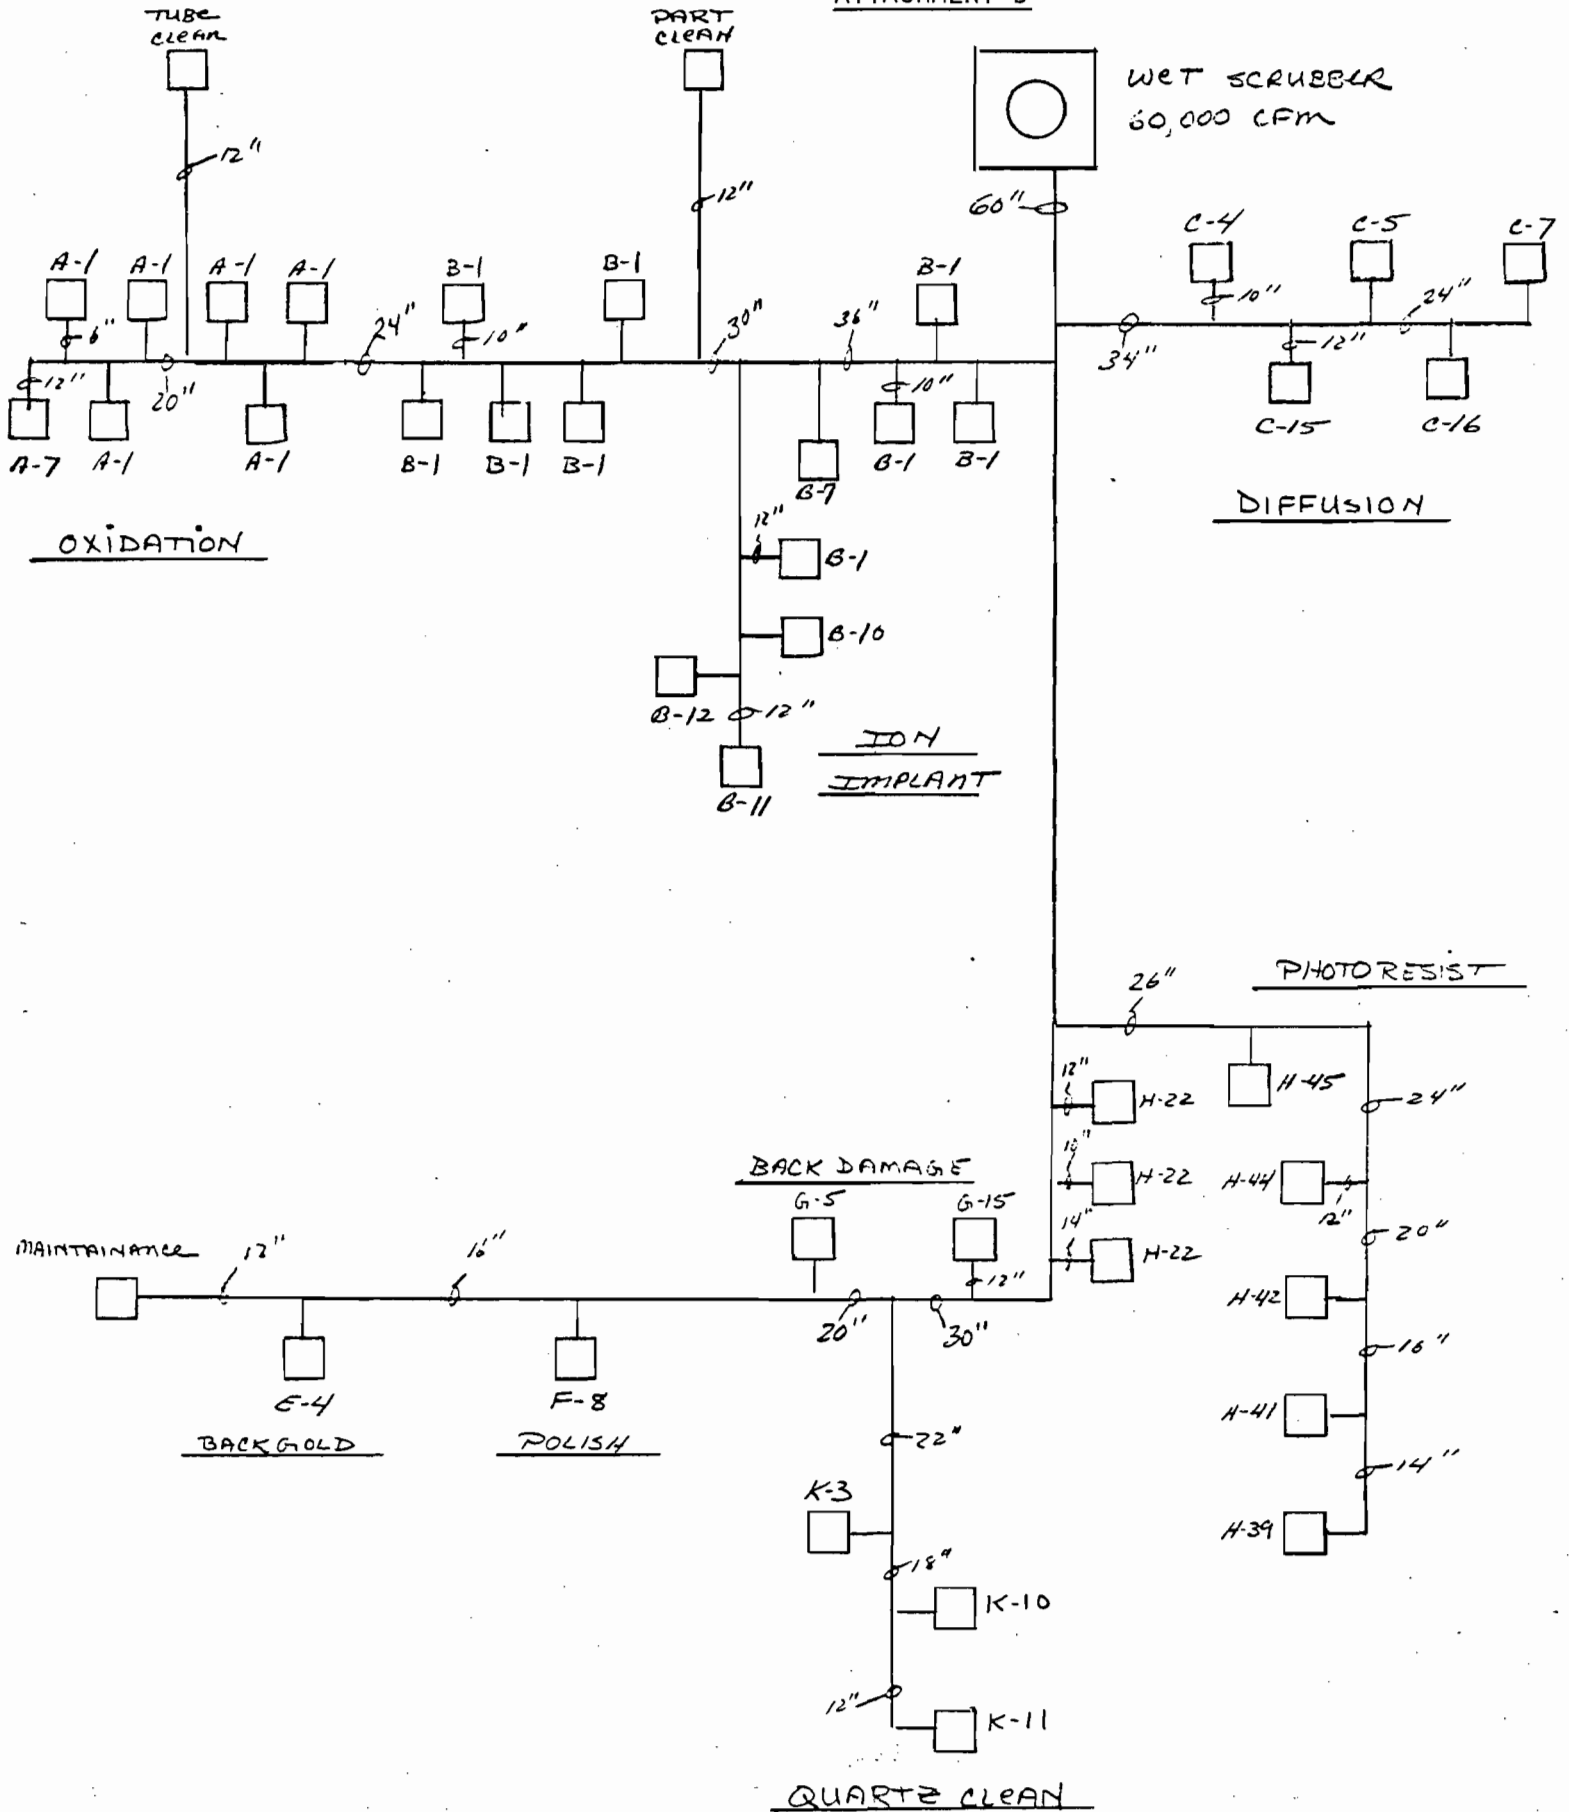 TUBE
CLEAN
PART
CLEAN
WET SCRUBBER
60,000 CFM
12"
12"
60"
C-4
C-5
C-7
A-1
A-1
A-1
A-1
B-1
B-1
B-1
10"
24"
6"
24"
10"
30"
36"
34"
12"
12"
20"
10"
C-15
C-16
A-7
A-1
A-1
B-1
B-1
B-1
B-7
B-1
B-1
DIFFUSION
OXIDATION
12"
B-1
B-10
B-12
12"
ION
IMPLANT
B-11
PHOTORESIST
26"
12"
H-22
H-45
24"
BACK DAMAGE
H-22
H-44
12"
G-5
G-15
14"
H-22
20"
MAINTAINANCE
12"
16"
12"
H-42
20"
30"
16"
E-4
F-8
H-41
BACKGOLD
POLISH
22"
14"
K-3
H-39
18"
K-10
12"
K-11
QUARTZ CLEAN